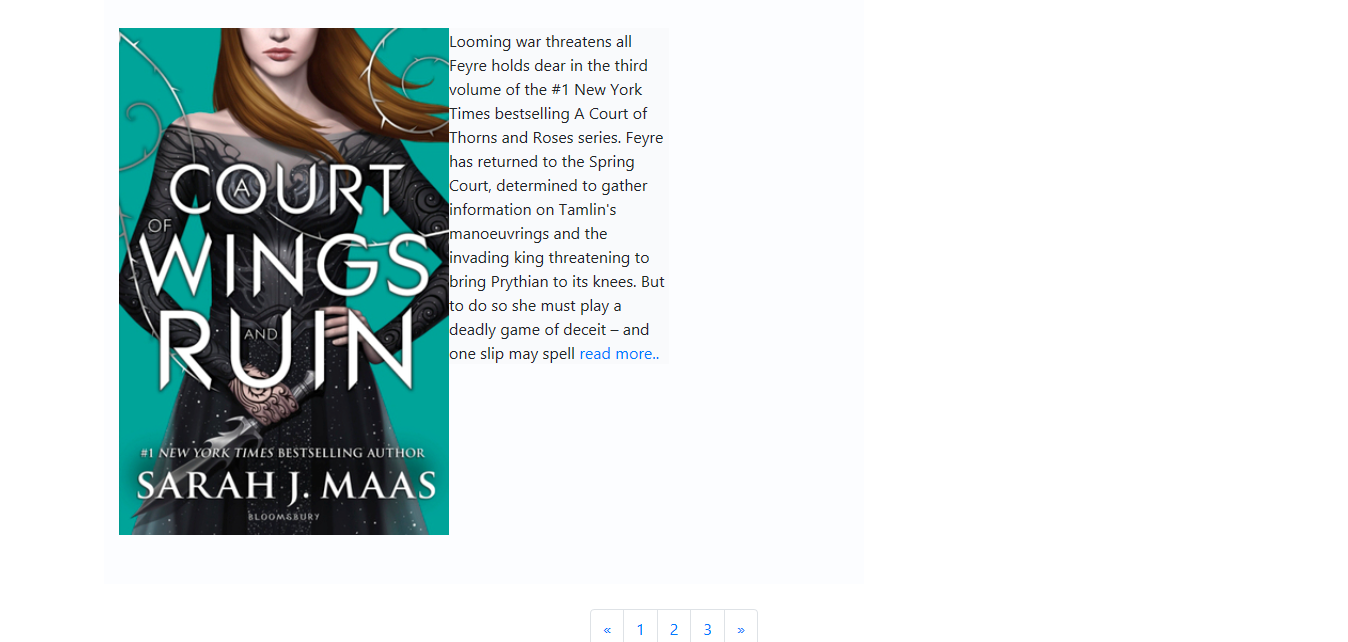 A
COURT
OF
WINGS
AND
RUIN
#1 NEW YORK TIMES BESTSELLING AUTHOR
SARAH J. MAAS
BLOOMSBURY
Looming war threatens all
Feyre holds dear in the third
volume of the #1 New York
Times bestselling A Court of
Thorns and Roses series. Feyre
has returned to the Spring
Court, determined to gather
information on Tamlin's
manoeuvrings and the
invading king threatening to
bring Prythian to its knees. But
to do so she must play a
deadly game of deceit – and
one slip may spell read more..
« 1 2 3 »